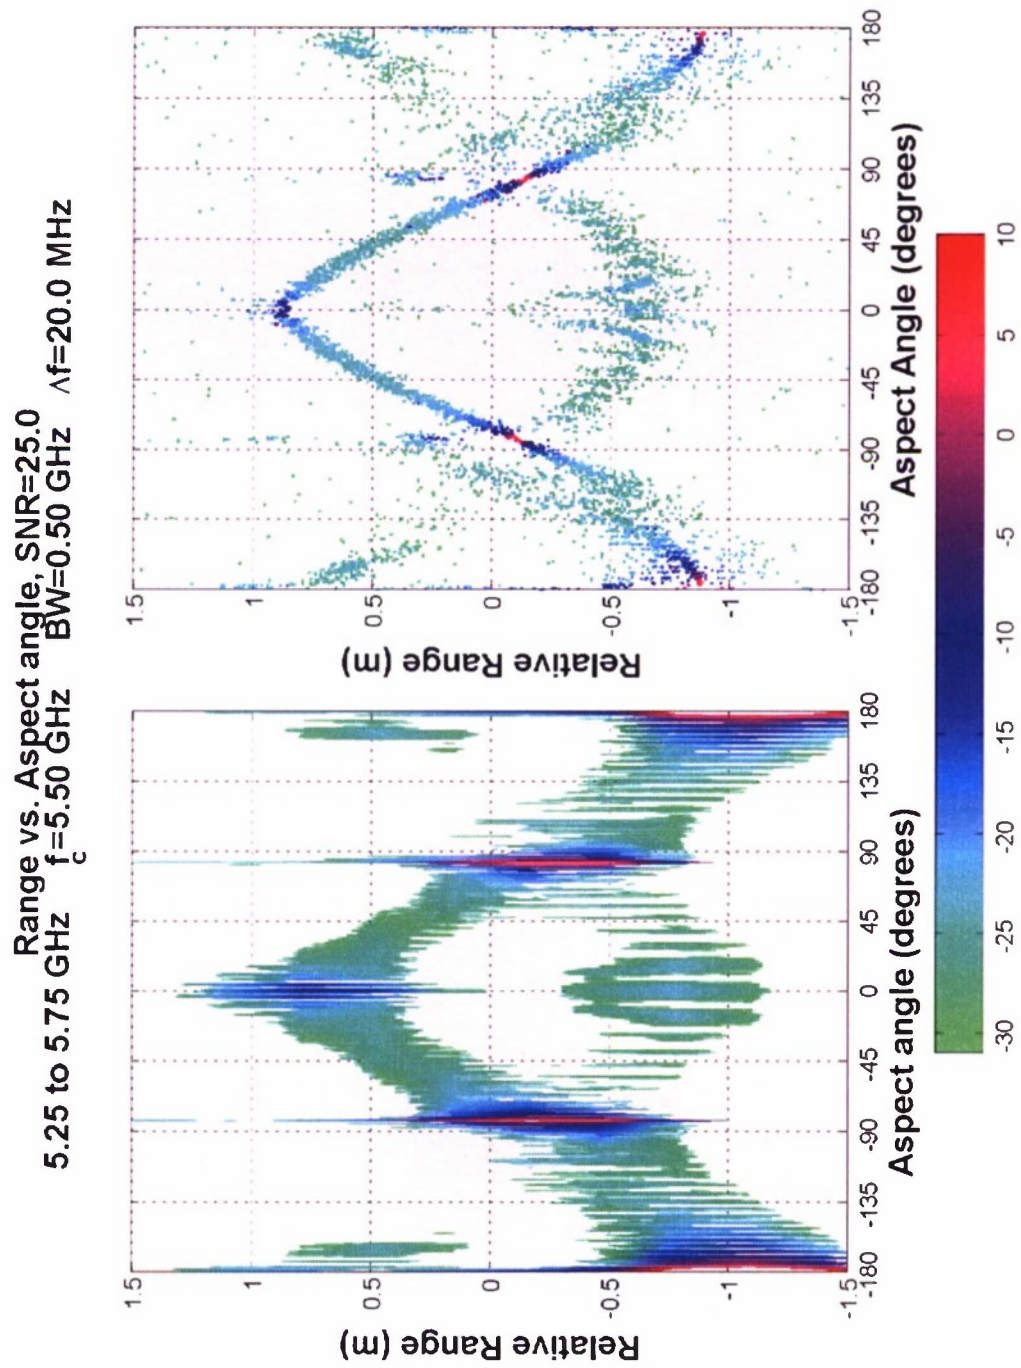 Range vs. Aspect angle, SNR=25.0
5.25 to 5.75 GHz f_c=5.50 GHz BW=0.50 GHz Λf=20.0 MHz
1.5
1
0.5
0
-0.5
-1
-1.5
Relative Range (m)
-180 -135 -90 -45 0 45 90 135 180
Aspect angle (degrees)
1.5
1
0.5
0
-0.5
-1
-1.5
Relative Range (m)
-180 -135 -90 -45 0 45 90 135 180
Aspect Angle (degrees)
-30 -25 -20 -15 -10 -5 0 5 10